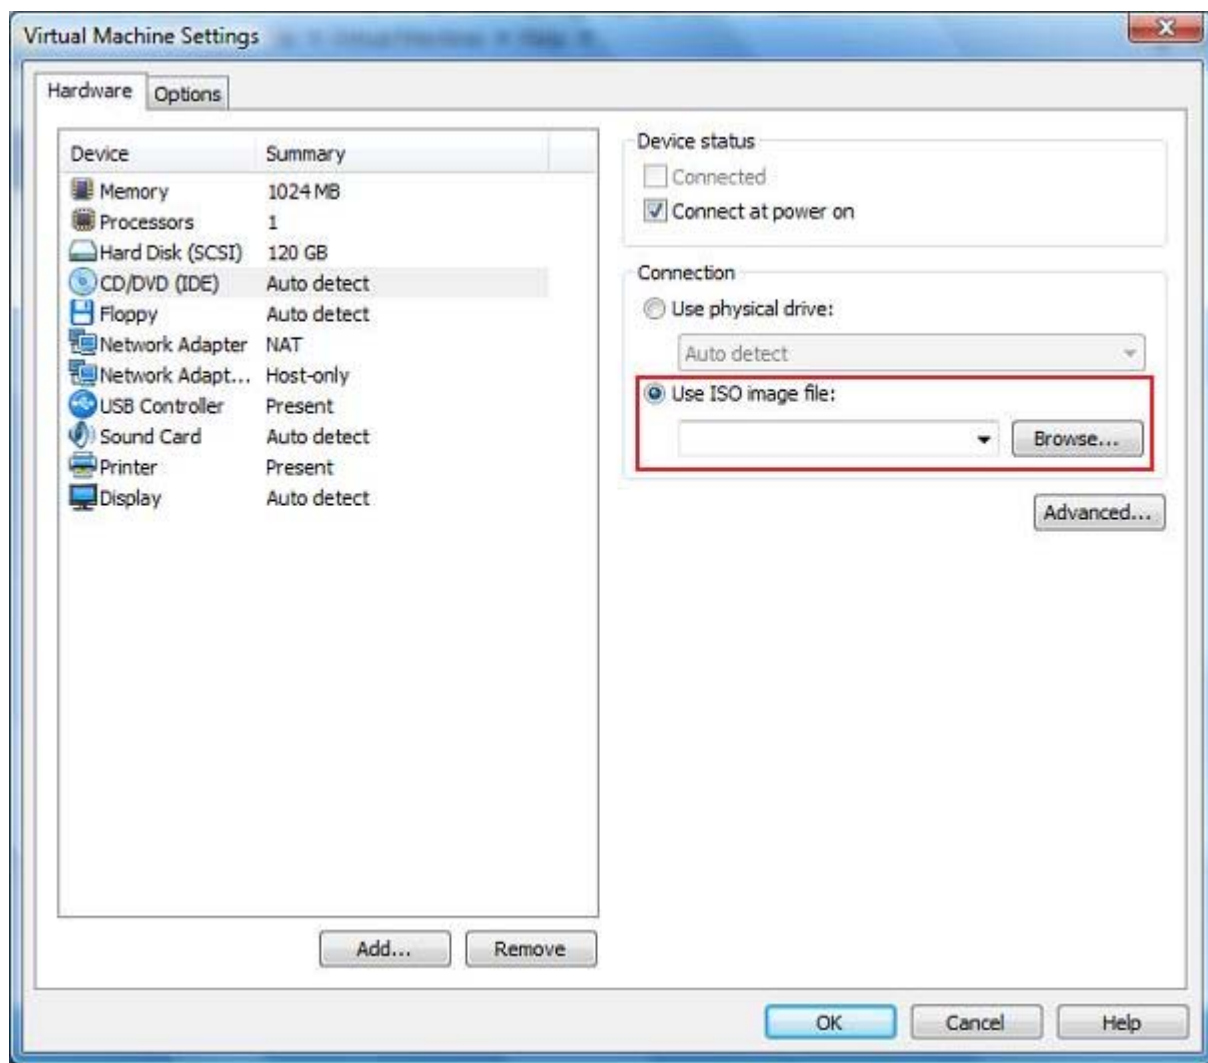 Virtual Machine Settings
Hardware Options
Device Summary
Memory 1024 MB
Processors 1
Hard Disk (SCSI) 120 GB
CD/DVD (IDE) Auto detect
Floppy Auto detect
Network Adapter NAT
Network Adapt... Host-only
USB Controller Present
Sound Card Auto detect
Printer Present
Display Auto detect
Add... Remove
Device status
Connected
Connect at power on
Connection
Use physical drive:
Auto detect
Use ISO image file:
Browse...
Advanced...
OK Cancel Help